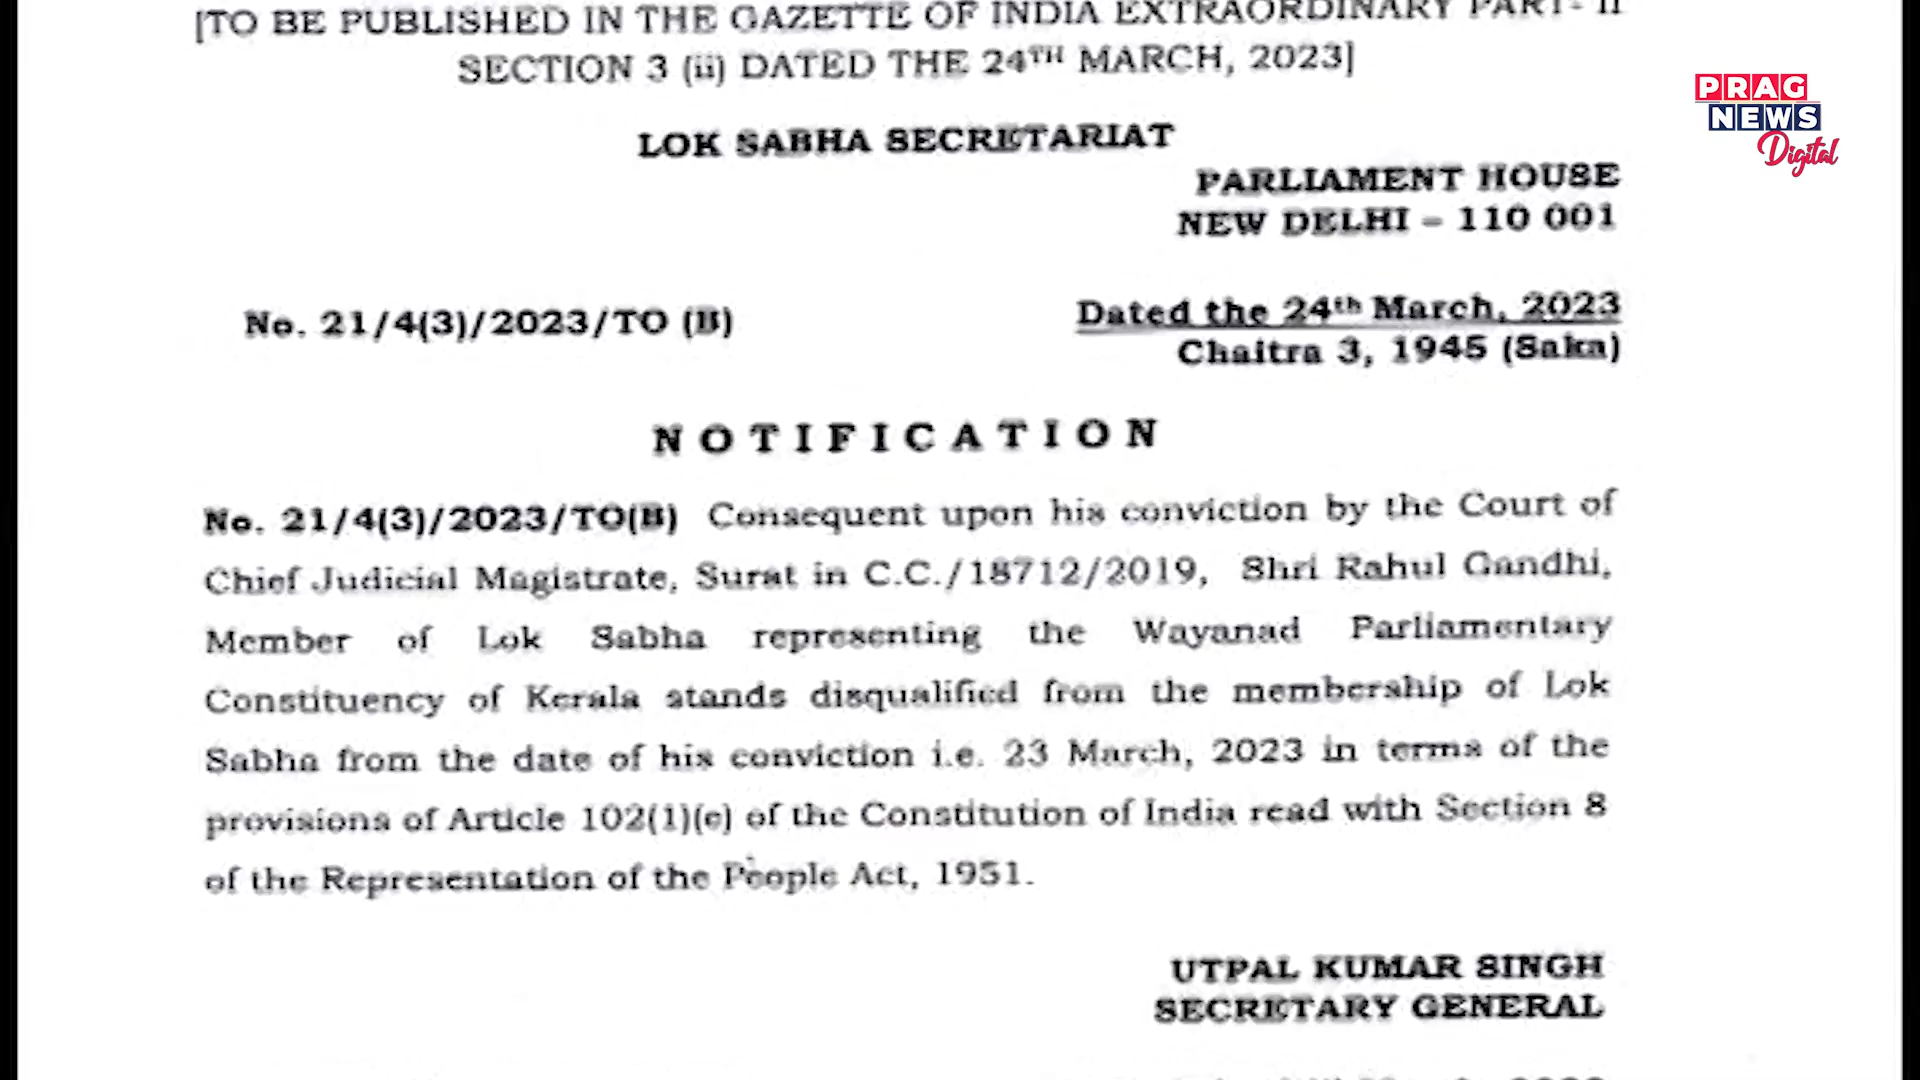 [TO BE PUBLISHED IN THE GAZETTE OF INDIA EXTRAORDINARY PART- II
SECTION 3 (ii) DATED THE 24TH MARCH, 2023]
PRAG
NEWS
Digital
LOK SABHA SECRETARIAT
PARLIAMENT HOUSE
NEW DELHI – 110 001
No. 21/4(3)/2023/TO (B)
Dated the 24th March, 2023
Chaitra 3, 1945 (Saka)
NOTIFICATION
No. 21/4(3)/2023/TO(B) Consequent upon his conviction by the Court of
Chief Judicial Magistrate, Surat in C.C./18712/2019, Shri Rahul Gandhi,
Member of Lok Sabha representing the Wayanad Parliamentary
Constituency of Kerala stands disqualified from the membership of Lok
Sabha from the date of his conviction i.e. 23 March, 2023 in terms of the
provisions of Article 102(1)(e) of the Constitution of India read with Section 8
of the Representation of the People Act, 1951.
UTPAL KUMAR SINGH
SECRETARY GENERAL